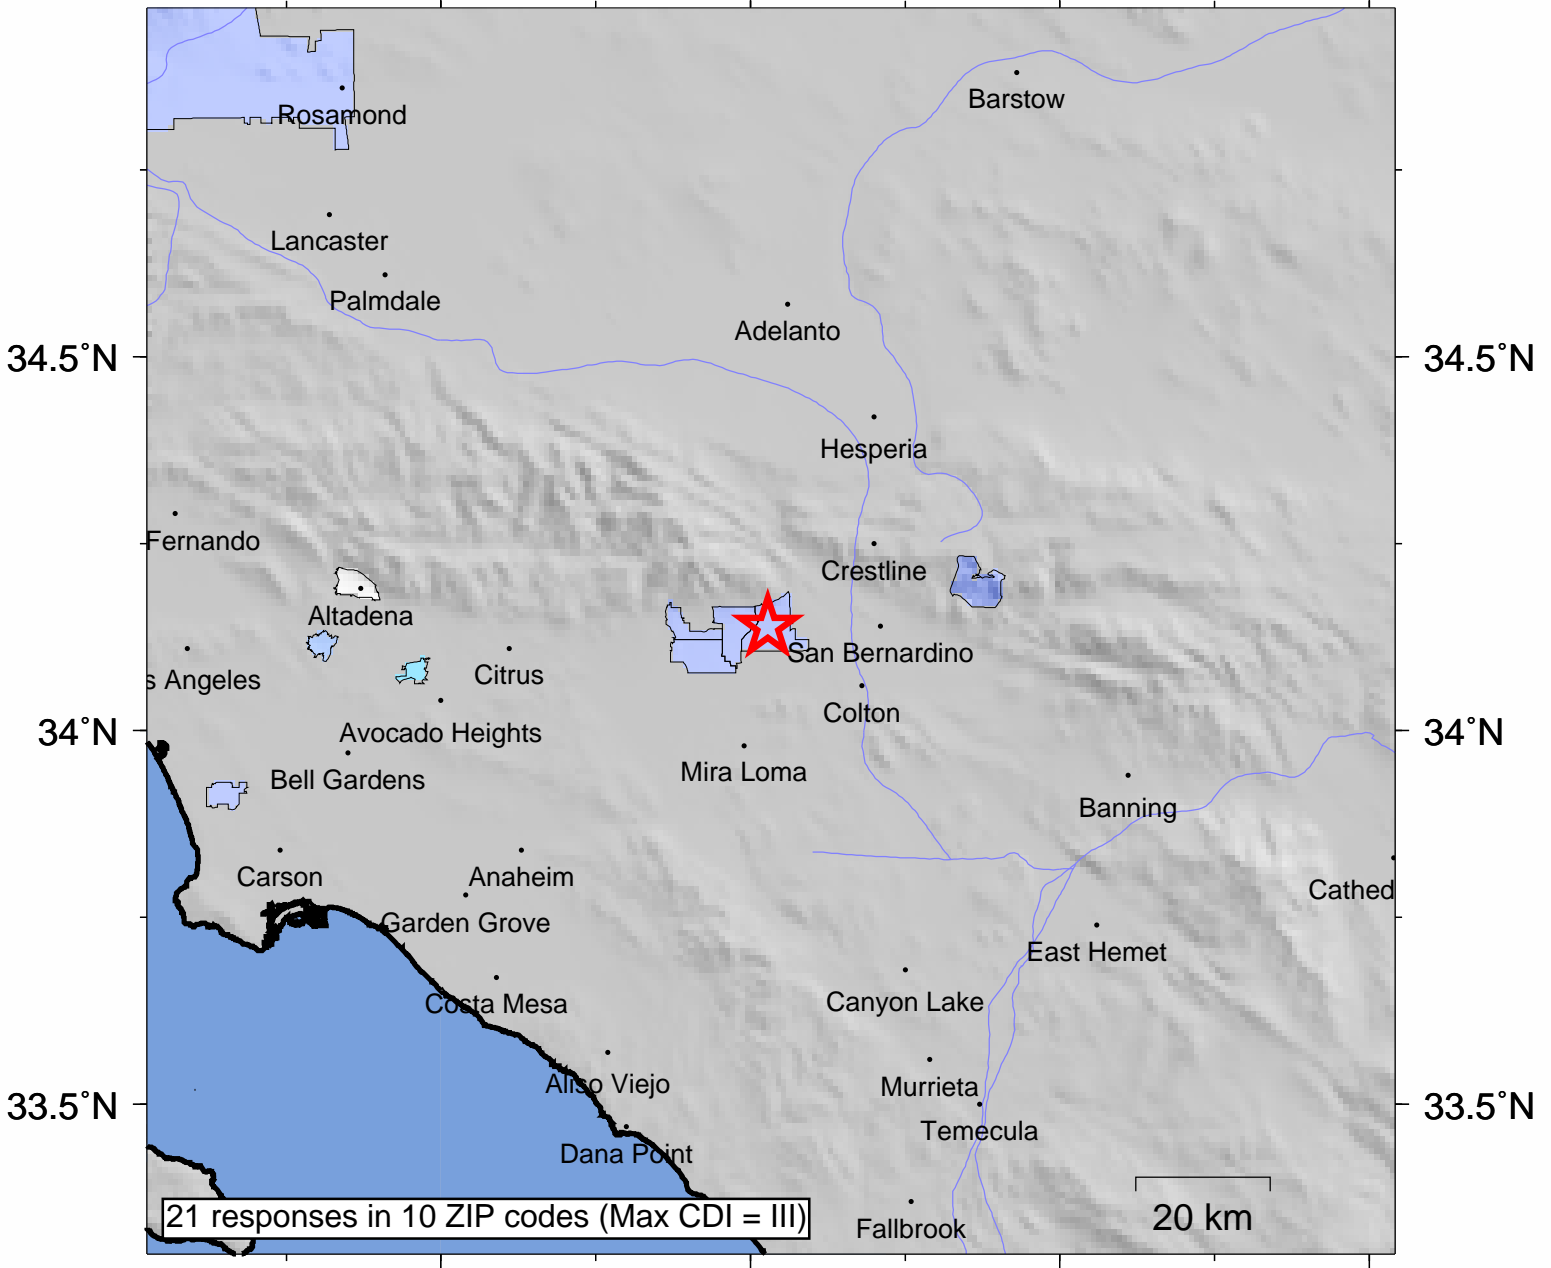 Barstow
Rosamond
Lancaster
Palmdale
Adelanto
34.5˚N
34.5˚N
Hesperia
Fernando
Crestline
Altadena
San Bernardino
s Angeles
Citrus
Colton
Avocado Heights
34˚N
34˚N
Bell Gardens
Mira Loma
Banning
Carson
Anaheim
Cathed
Garden Grove
East Hemet
Costa Mesa
Canyon Lake
Aliso Viejo
Murrieta
33.5˚N
33.5˚N
Temecula
Dana Point
21 responses in 10 ZIP codes (Max CDI = III)
20 km
Fallbrook